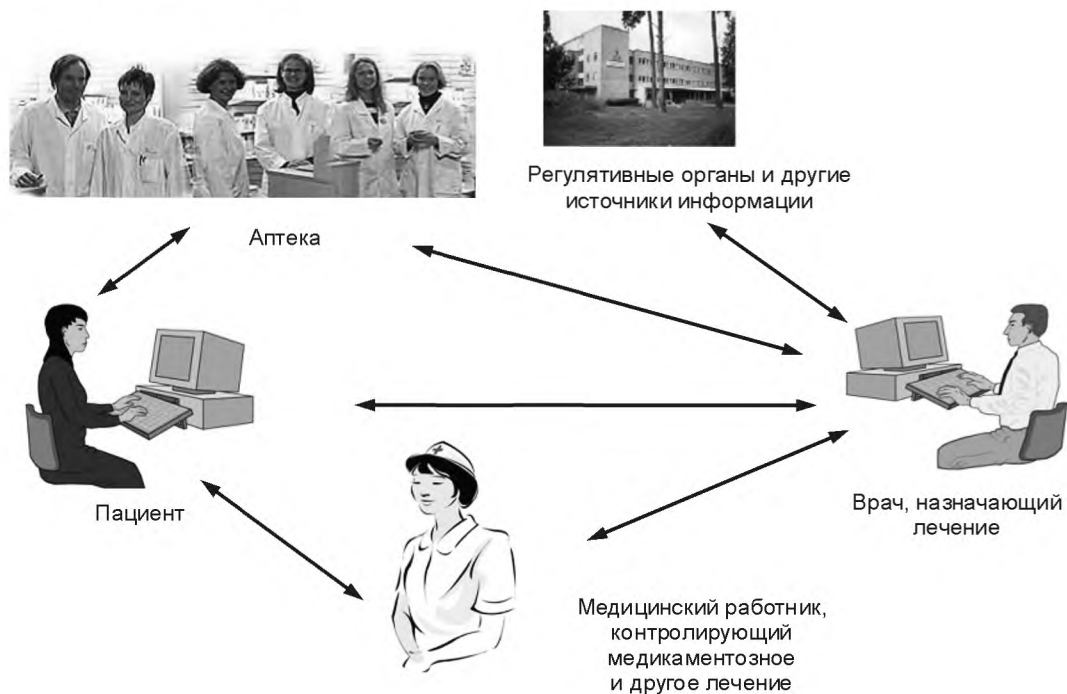 Регулятивные органы и другие
источники информации
Аптека
Пациент
Врач, назначающий
лечение
Медицинский работник,
контролирующий
медикаментозное
и другое лечение